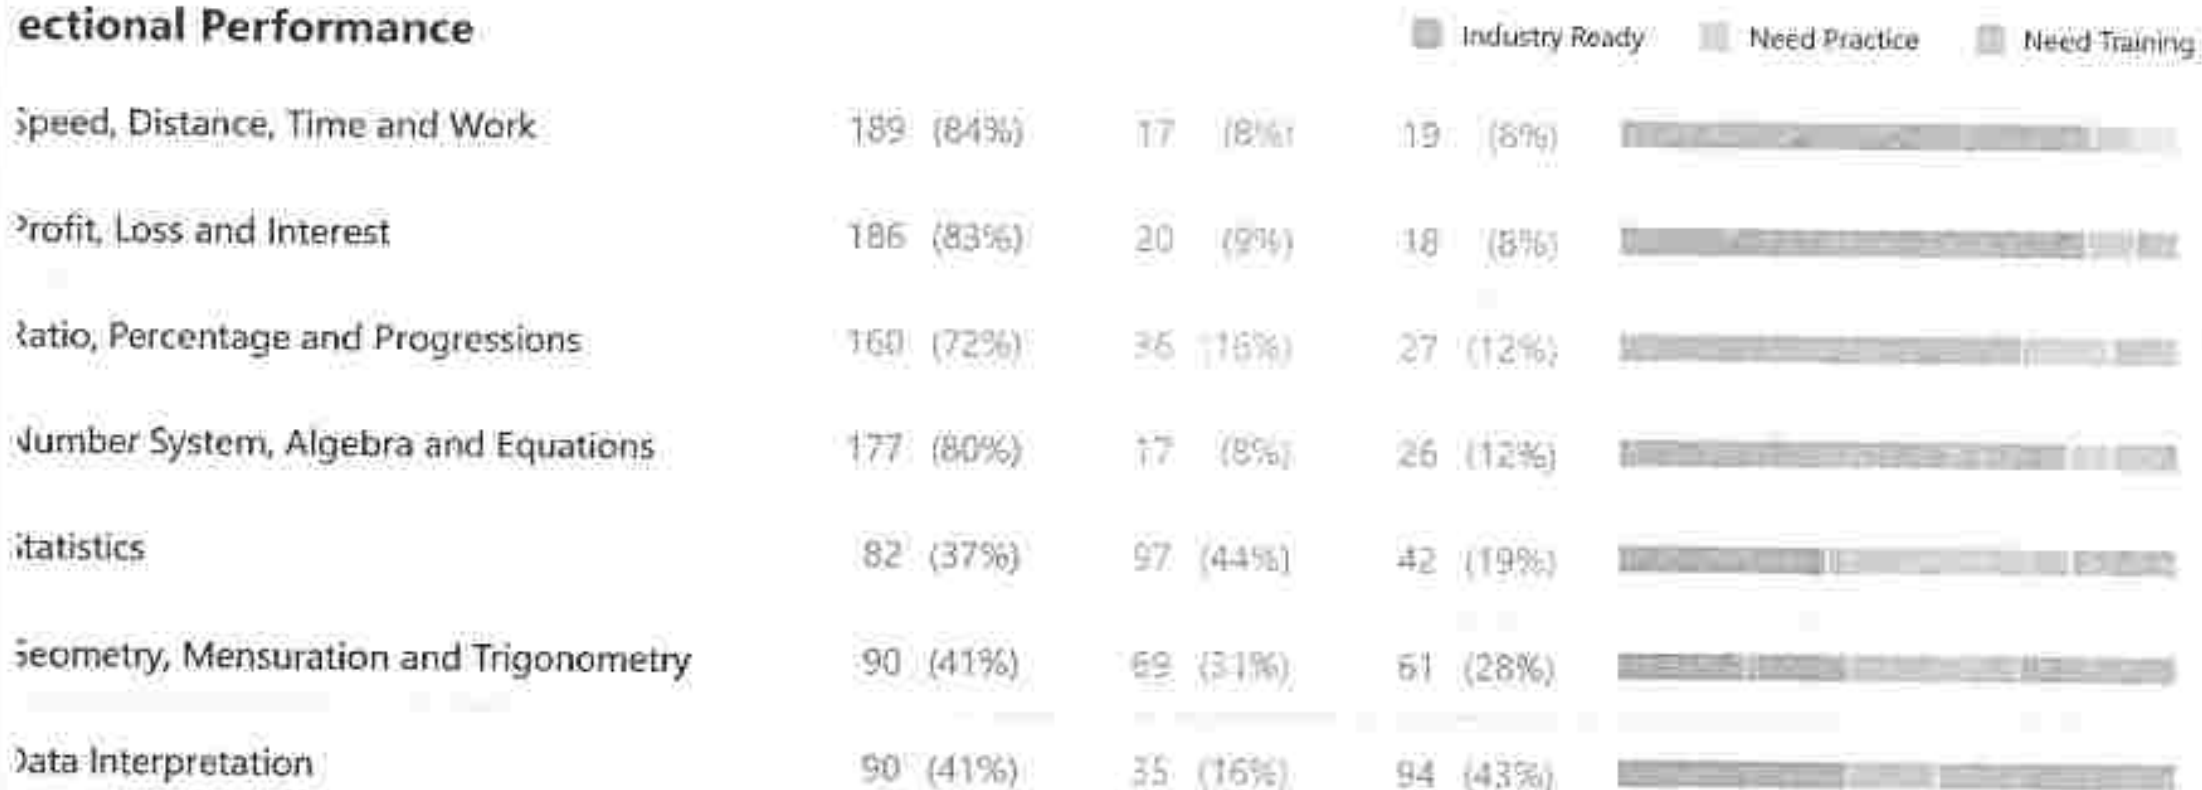 ectional Performance
Industry Ready Need Practice Need Training
Speed, Distance, Time and Work 189 (84%) 17 (8%) 19 (8%)
Profit, Loss and Interest 186 (83%) 20 (9%) 18 (8%)
Ratio, Percentage and Progressions 160 (72%) 36 (16%) 27 (12%)
Number System, Algebra and Equations 177 (80%) 17 (8%) 26 (12%)
Statistics 82 (37%) 97 (44%) 42 (19%)
Geometry, Mensuration and Trigonometry 90 (41%) 69 (31%) 61 (28%)
Data Interpretation 90 (41%) 35 (16%) 94 (43%)